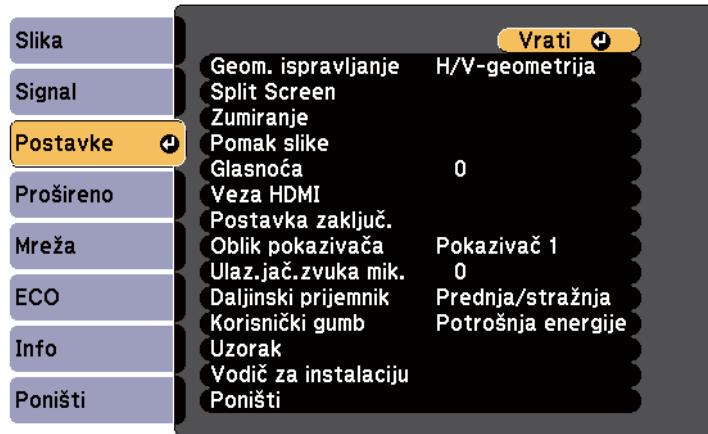 Slika
Signal
Postavke
Prošireno
Mreža
ECO
Info
Poništi
Vrati
Geom. ispravljanje H/V-geometrija
Split Screen
Zumiranje
Pomak slike
Glasnoća 0
Veza HDMI
Postavka zaključ.
Oblik pokazivača Pokazivač 1
Ulaz.jač.zvuka mik. 0
Daljinski prijemnik Prednja/stražnja
Korisnički gumb Potrošnja energije
Uzorak
Vodič za instalaciju
Poništi